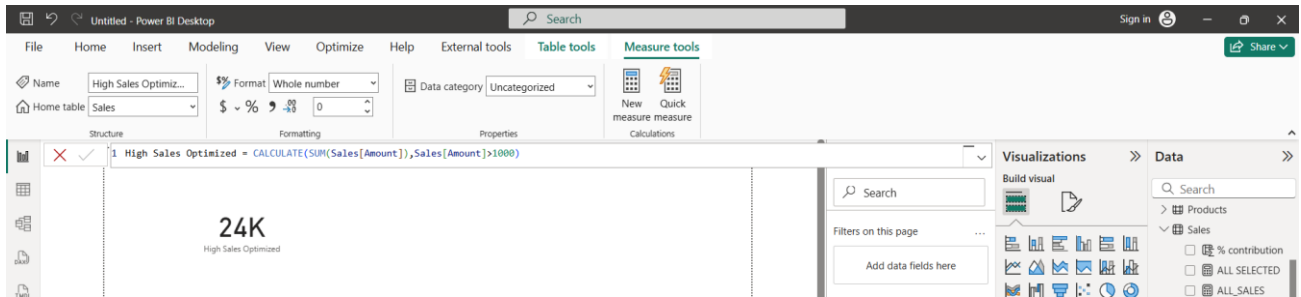 Untitled - Power BI Desktop
Search
Sign in
File Home Insert Modeling View Optimize Help External tools Table tools Measure tools
Share
Name High Sales Optimiz...
Home table Sales
Structure
$% Format Whole number
$ % 9 .00 0
Formatting
Data category Uncategorized
Properties
New measure
Quick measure
Calculations
1 High Sales Optimized = CALCULATE(SUM(Sales[Amount]),Sales[Amount]>1000)
24K
High Sales Optimized
Search
Filters on this page ...
Add data fields here
Visualizations
Build visual
Data
Search
Products
Sales
% contribution
ALL SELECTED
ALL_SALES